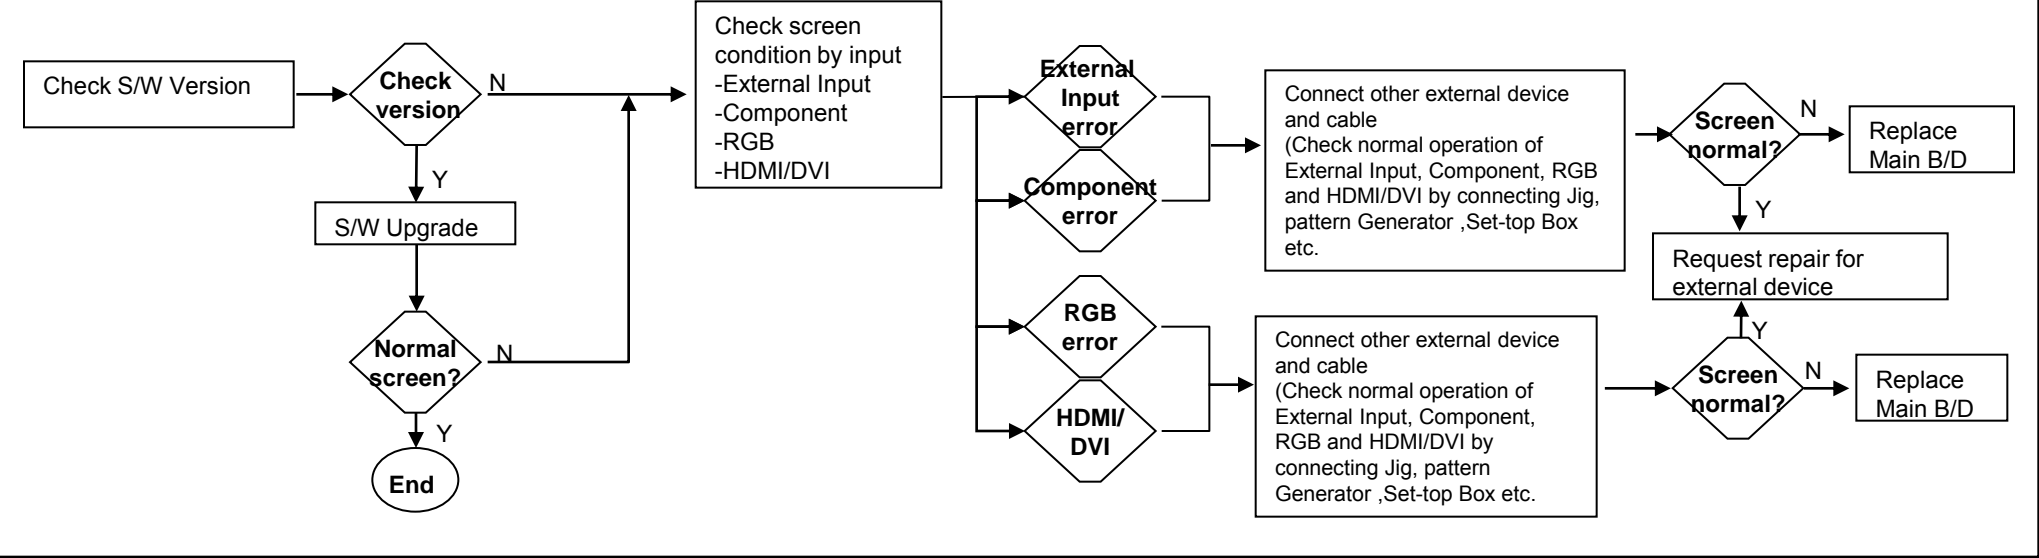 Check S/W Version
Check
version
N
Y
S/W Upgrade
Normal
screen?
N
Y
End
Check screen
condition by input
-External Input
-Component
-RGB
-HDMI/DVI
External
Input
error
Component
error
RGB
error
HDMI/
DVI
Connect other external device
and cable
(Check normal operation of
External Input, Component, RGB
and HDMI/DVI by connecting Jig,
pattern Generator ,Set-top Box
etc.
Connect other external device
and cable
(Check normal operation of
External Input, Component,
RGB and HDMI/DVI by
connecting Jig, pattern
Generator ,Set-top Box etc.
Screen
normal?
N
Replace
Main B/D
Y
Request repair for
external device
Y
Screen
normal?
N
Replace
Main B/D